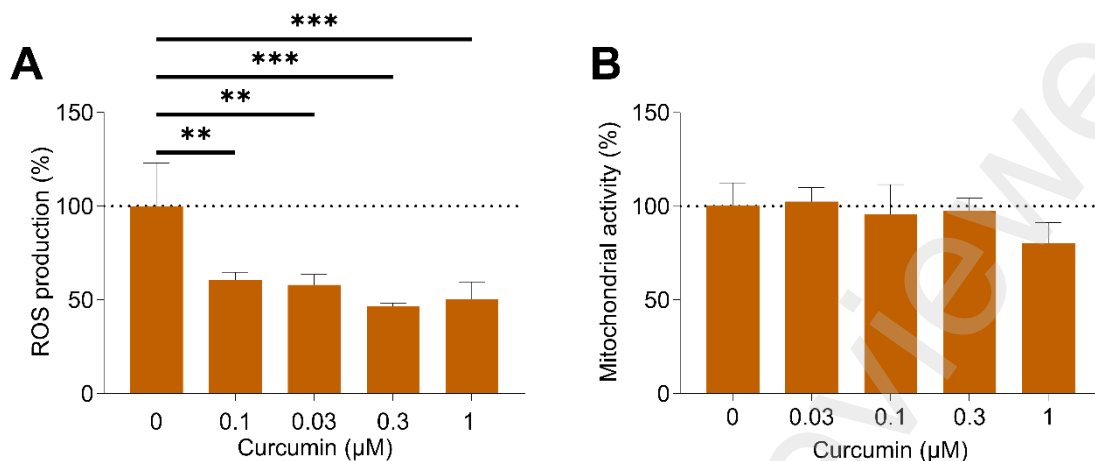 ***
A
***
B
**
**
150
100
50
0
ROS production (%)
0 0.1 0.03 0.3 1
Curcumin (µM)
150
100
50
0
Mitochondrial activity (%)
0 0.03 0.1 0.3 1
Curcumin (µM)